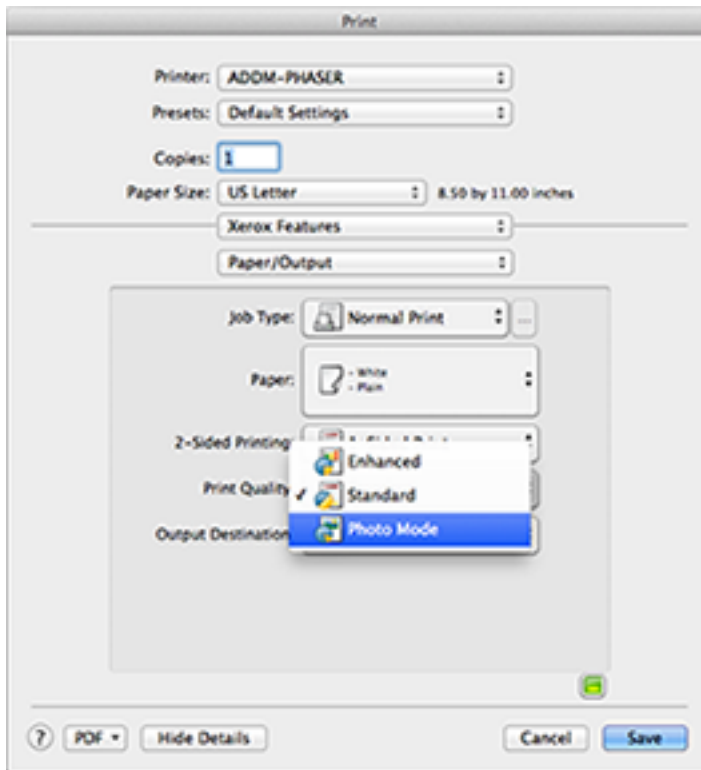 Print
Printer: ADDM-PHASER
Presets: Default Settings
Copies: 1
Paper Size: US Letter 8.50 by 11.00 inches
Xerox Features
Paper/Output
Job Type: Normal Print ...
Paper: - White
- Plain
2-Sided Printing:
Enhanced
Print Quality ✓ Standard
Output Destination Photo Mode
? PDF Hide Details Cancel Save